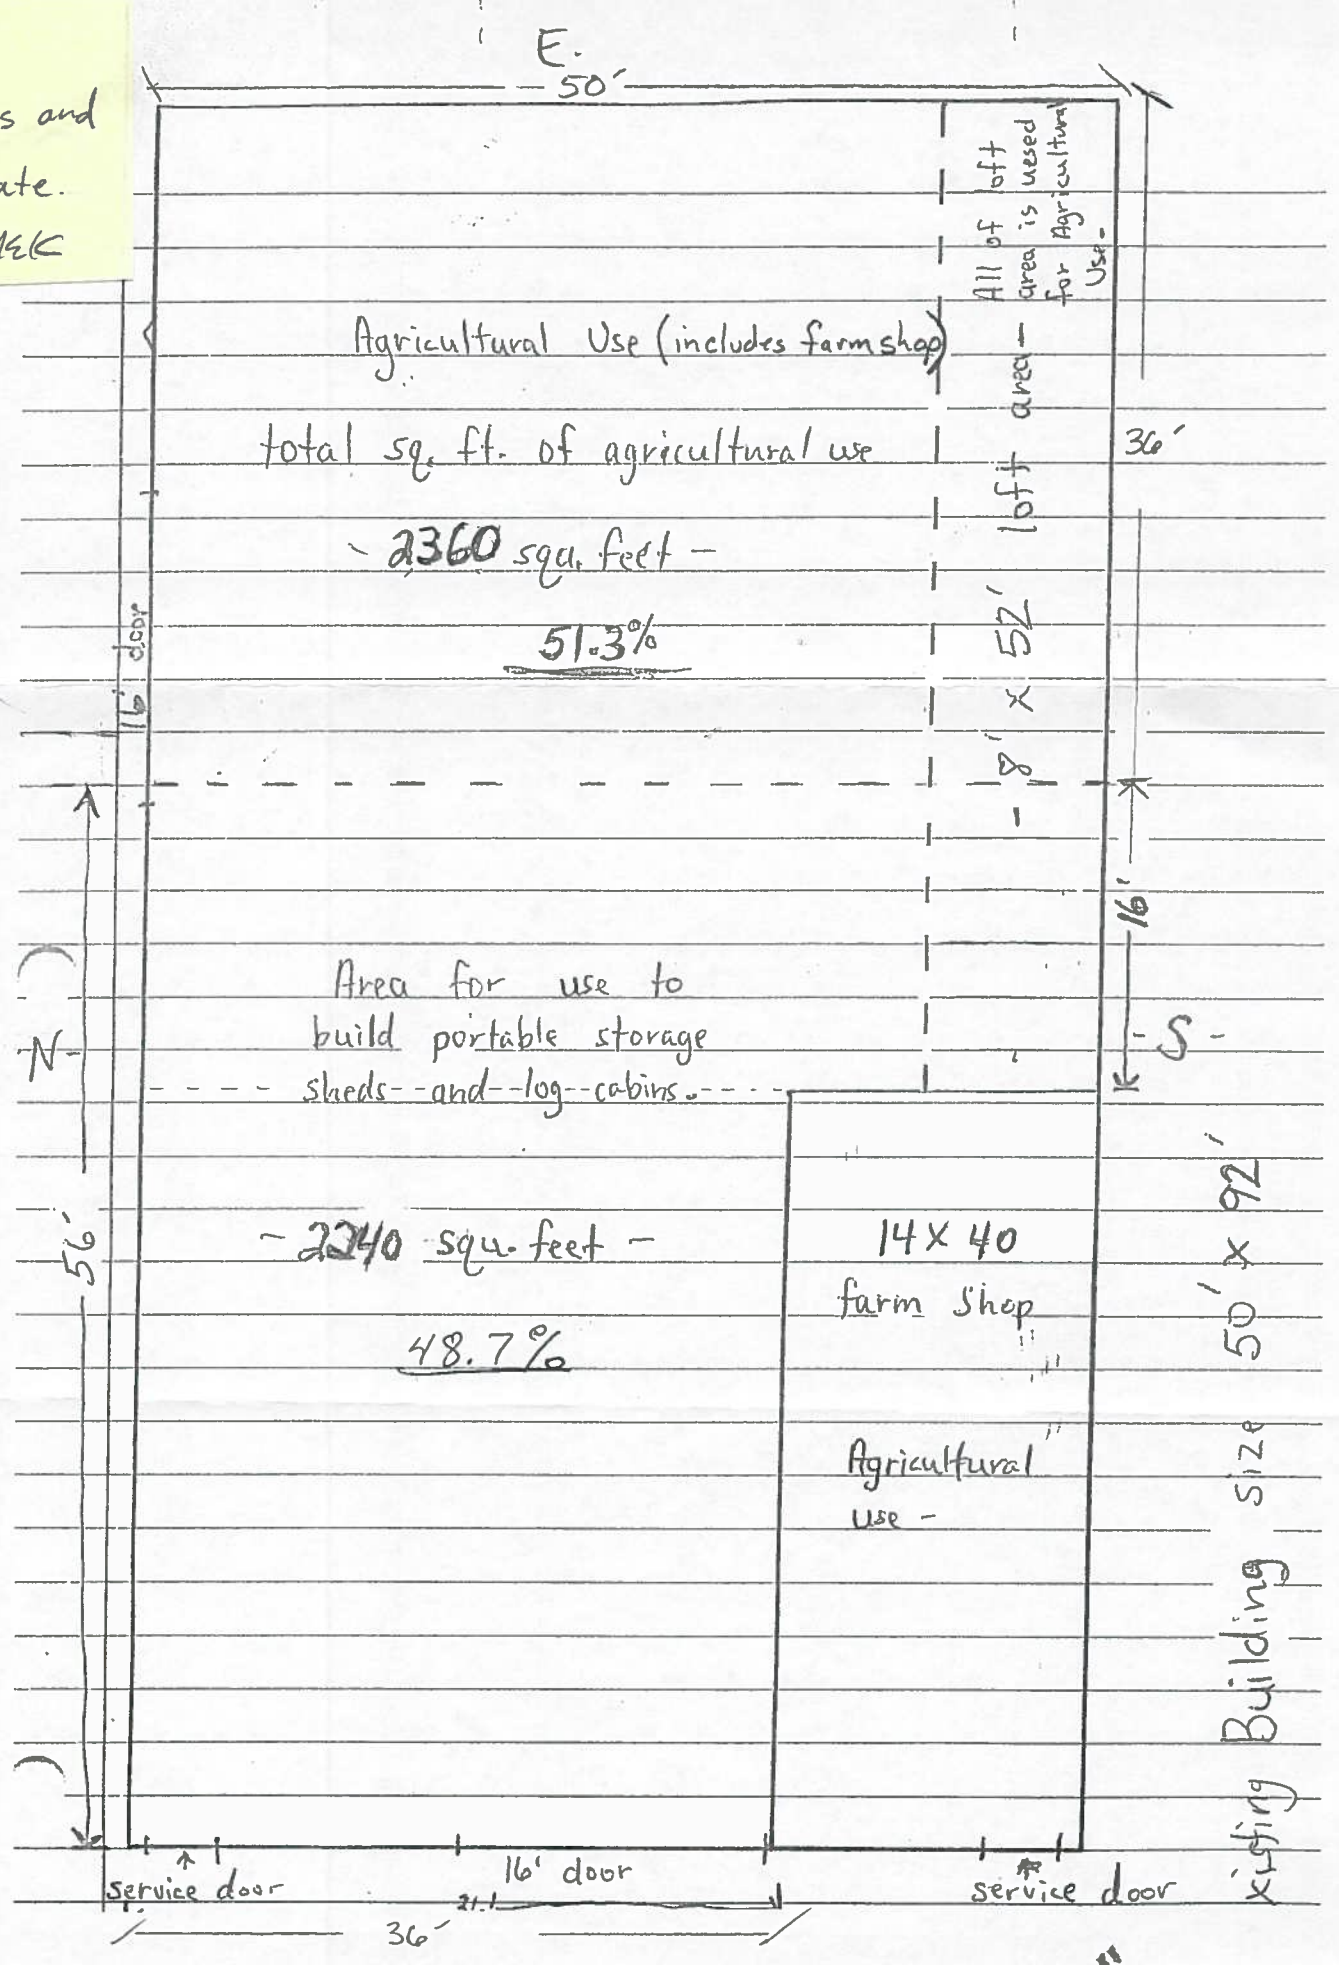 s and
ate.
E.
50'
All of loft
area is uesed
for Agricultural
Use.
Agricultural Use (includes farm shop)
total sq. ft. of agricultural use
- 2360 squ. feet -
51.3%
36'
- 8' x 52' loft area -
16' door
16'
Area for use to
build portable storage
sheds and log cabins.
-N-
-S-
56'
- 2240 squ. feet -
48.7%
14 X 40
farm Shop
Agricultural
use -
xisting Building size 50' x 92'
service door
16' door
service door
36'